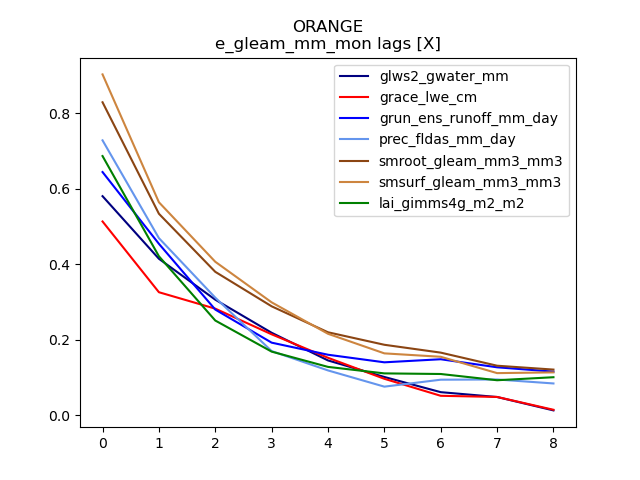 ORANGE
e_gleam_mm_mon lags [X]
glws2_gwater_mm
grace_lwe_cm
grun_ens_runoff_mm_day
prec_fldas_mm_day
smroot_gleam_mm3_mm3
smsurf_gleam_mm3_mm3
lai_gimms4g_m2_m2
0.8
0.6
0.4
0.2
0.0
0 1 2 3 4 5 6 7 8